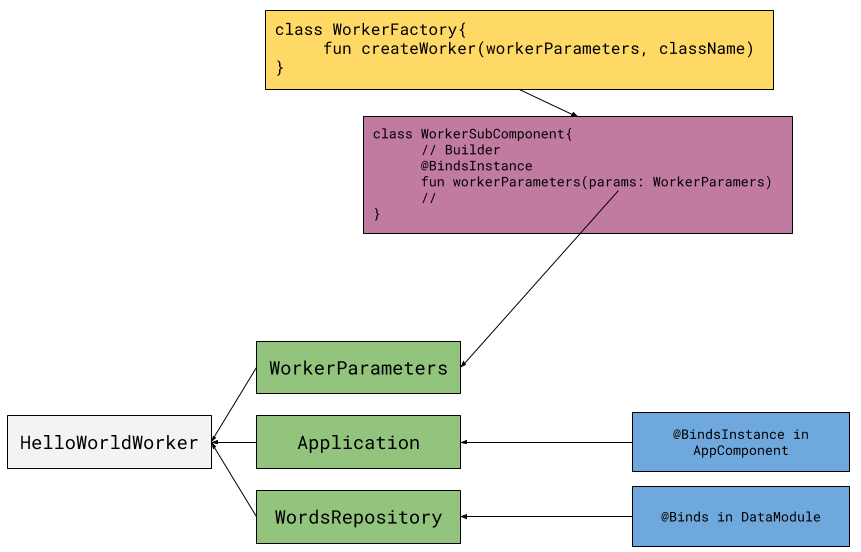 class WorkerFactory{
fun createWorker(workerParameters, className)
}
class WorkerSubComponent{
// Builder
@BindsInstance
fun workerParameters(params: WorkerParamers)
//
}
WorkerParameters
HelloWorldWorker
Application
@BindsInstance in
AppComponent
WordsRepository
@Binds in DataModule